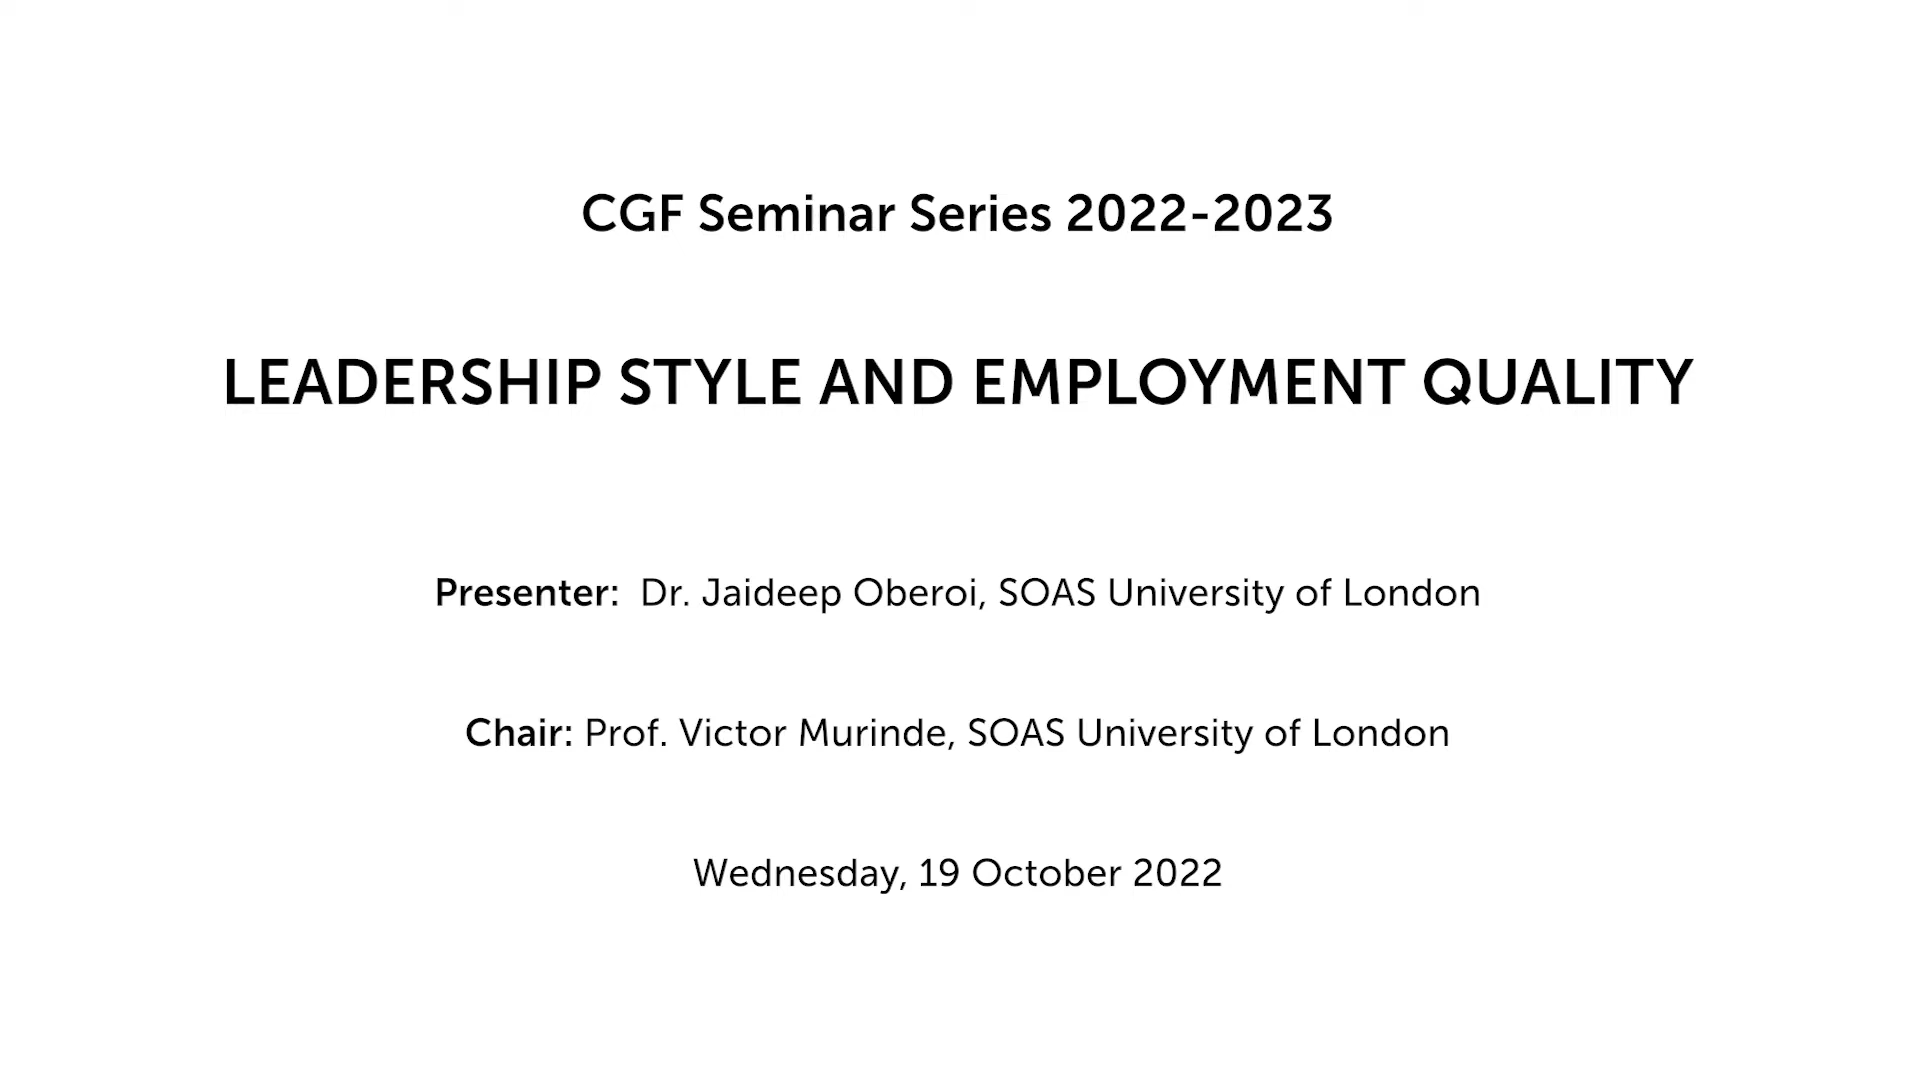 CGF Seminar Series 2022-2023
LEADERSHIP STYLE AND EMPLOYMENT QUALITY
Presenter: Dr. Jaideep Oberoi, SOAS University of London
Chair: Prof. Victor Murinde, SOAS University of London
Wednesday, 19 October 2022